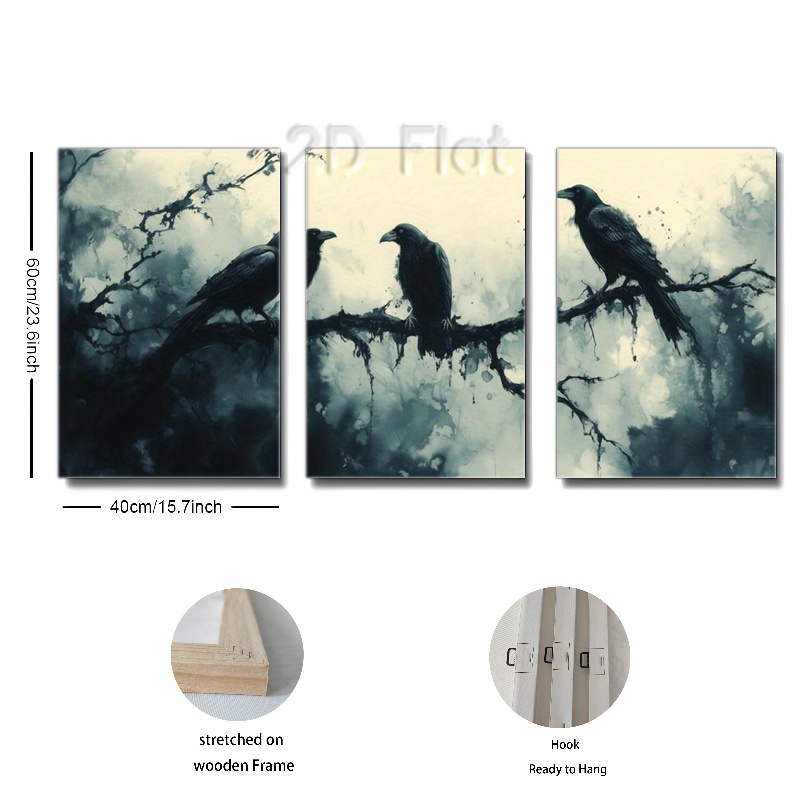 2D Flat
60cm/23.6inch
40cm/15.7inch
stretched on
wooden Frame
Hook
Ready to Hang